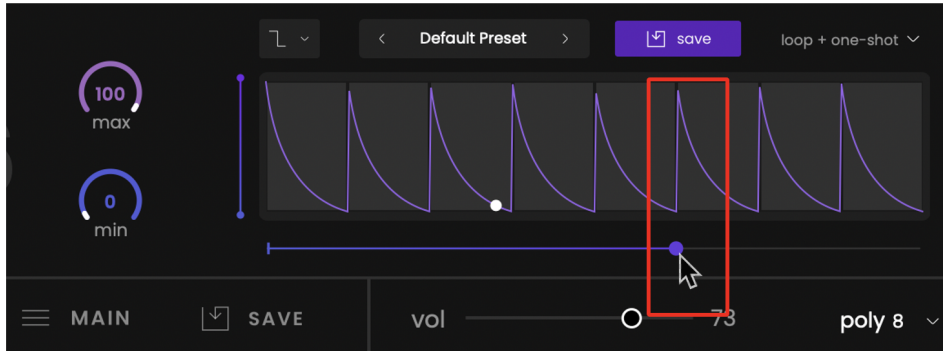 Default Preset
save
loop + one-shot
100
max
0
min
MAIN
SAVE
vol
73
poly 8